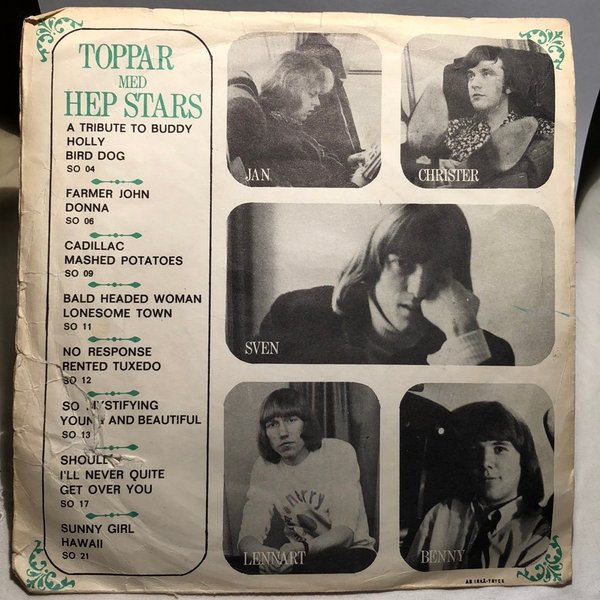 TOPPAR
MED
HEP STARS
A TRIBUTE TO BUDDY
HOLLY
BIRD DOG
SO 04
FARMER JOHN
DONNA
SO 06
CADILLAC
MASHED POTATOES
SO 09
BALD HEADED WOMAN
LONESOME TOWN
SO 11
NO RESPONSE
RENTED TUXEDO
SO 12
SO MYSTIFYING
YOUNG AND BEAUTIFUL
SO 13
SHOULD
I'LL NEVER QUITE
GET OVER YOU
SO 17
SUNNY GIRL
HAWAII
SO 21
JAN
CHRISTER
SVEN
LENNART
BENNY